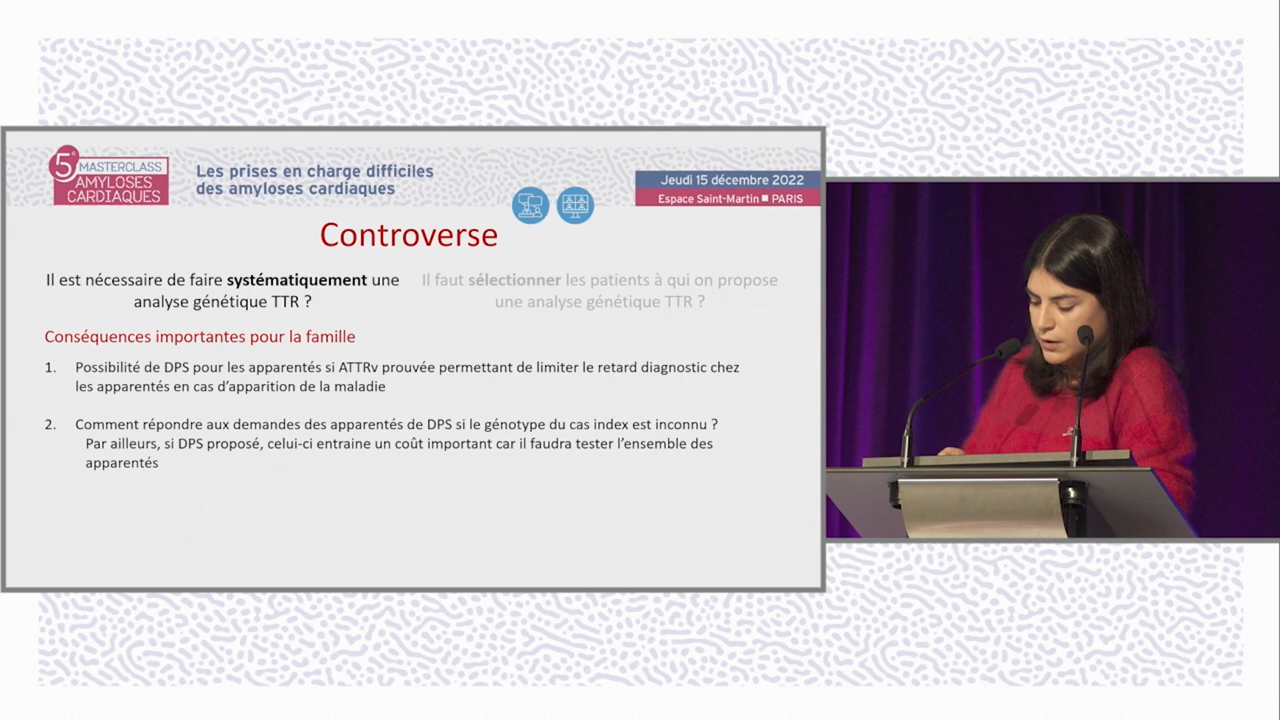 5e MASTERCLASS
AMYLOSES
CARDIAQUES
Les prises en charge difficiles
des amyloses cardiaques
Jeudi 15 décembre 2022
Espace Saint-Martin ■ PARIS
Controverse
Il est nécessaire de faire systématiquement une
analyse génétique TTR ?
Il faut sélectionner les patients à qui on propose
une analyse génétique TTR ?
Conséquences importantes pour la famille
1. Possibilité de DPS pour les apparentés si ATTRv prouvée permettant de limiter le retard diagnostic chez
les apparentés en cas d’apparition de la maladie
2. Comment répondre aux demandes des apparentés de DPS si le génotype du cas index est inconnu ?
Par ailleurs, si DPS proposé, celui-ci entraine un coût important car il faudra tester l’ensemble des
apparentés